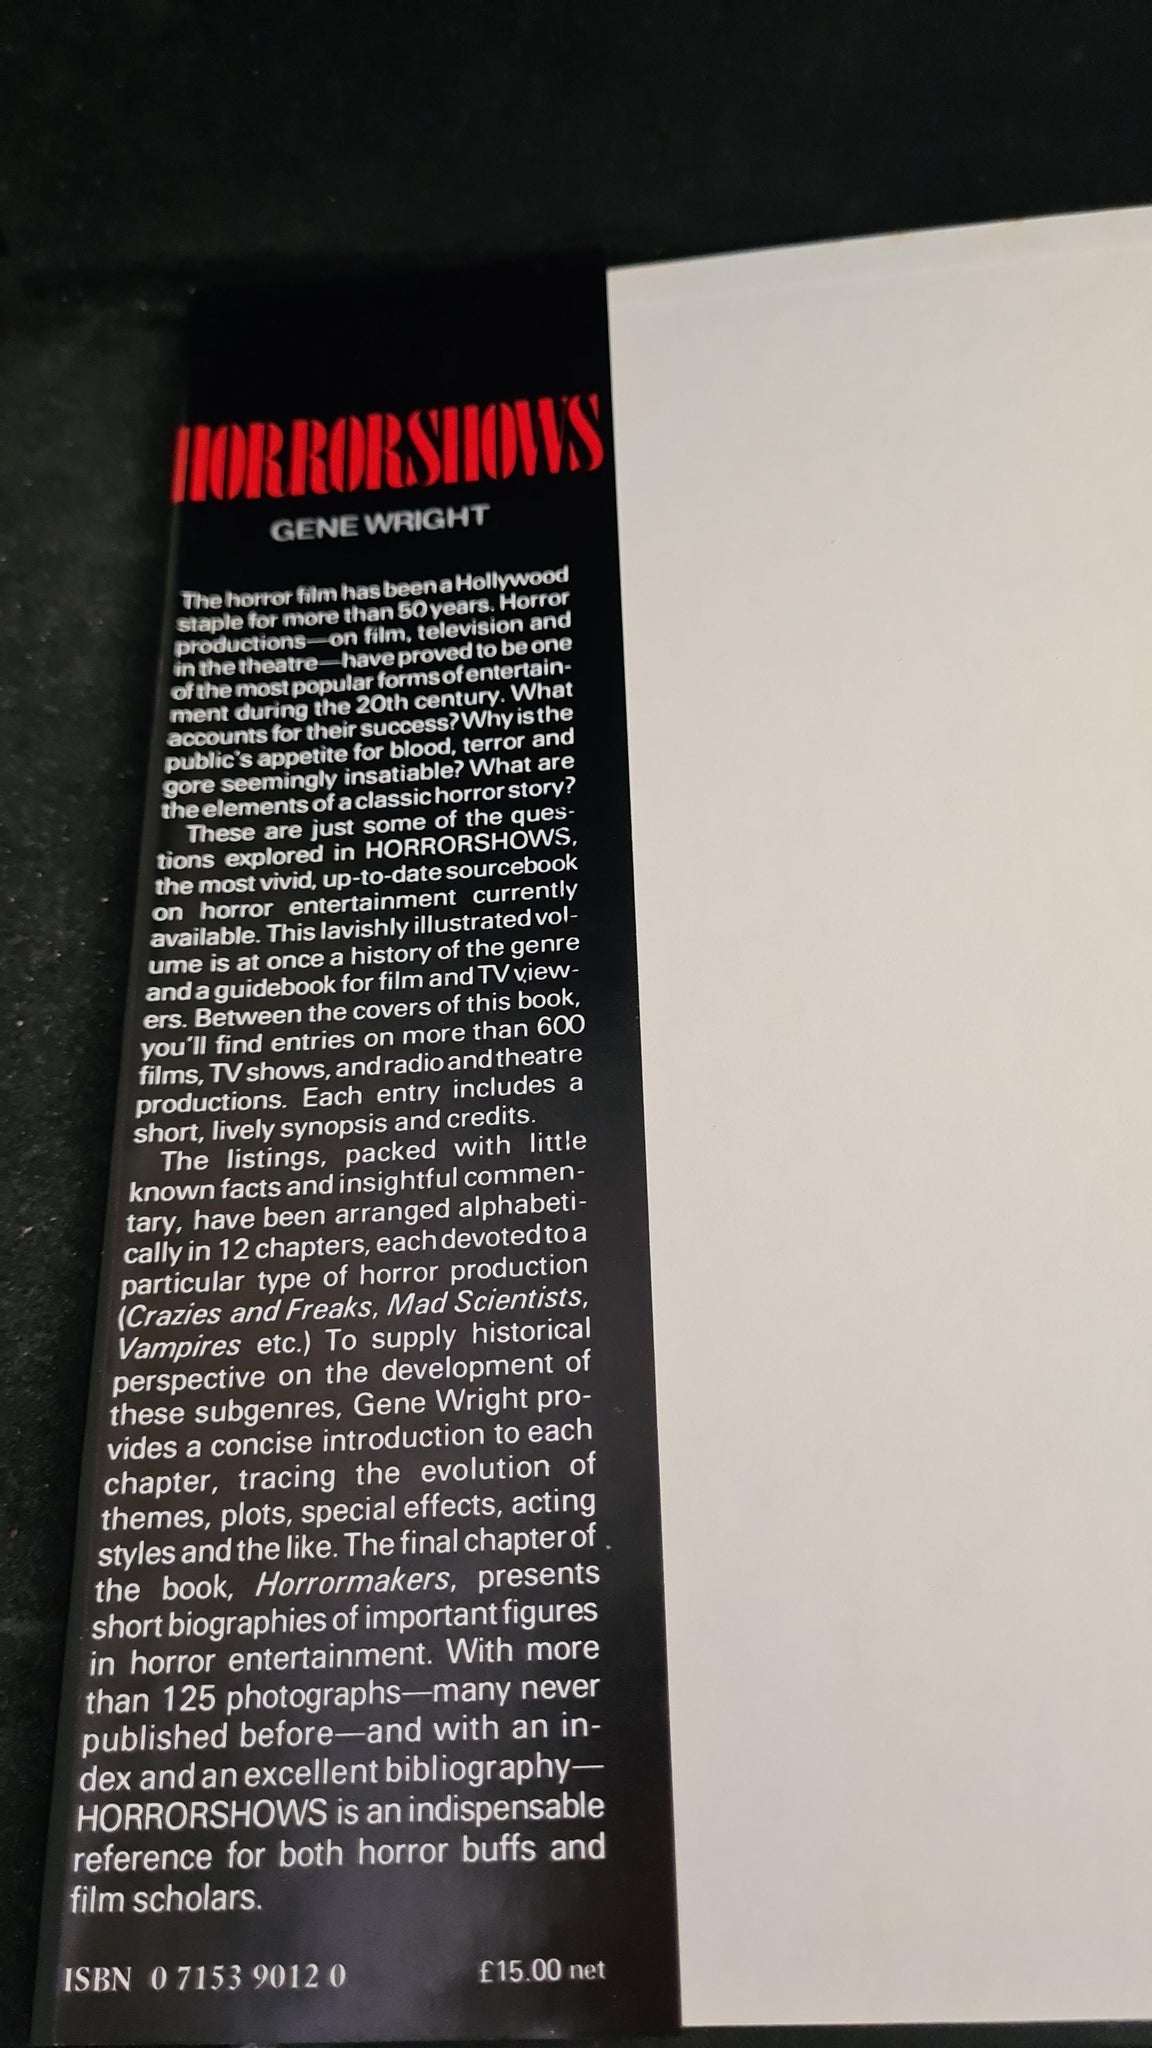 HORRORSHOWS
GENE WRIGHT
The horror film has been a Hollywood
staple for more than 50 years. Horror
productions—on film, television and
in the theatre—have proved to be one
of the most popular forms of entertain-
ment during the 20th century. What
accounts for their success? Why is the
public's appetite for blood, terror and
gore seemingly insatiable? What are
the elements of a classic horror story?
These are just some of the ques-
tions explored in HORRORSHOWS,
the most vivid, up-to-date sourcebook
on horror entertainment currently
available. This lavishly illustrated vol-
ume is at once a history of the genre
and a guidebook for film and TV view-
ers. Between the covers of this book,
you'll find entries on more than 600
films, TV shows, and radio and theatre
productions. Each entry includes a
short, lively synopsis and credits.
The listings, packed with little
known facts and insightful commen-
tary, have been arranged alphabeti-
cally in 12 chapters, each devoted to a
particular type of horror production
(Crazies and Freaks, Mad Scientists,
Vampires etc.) To supply historical
perspective on the development of
these subgenres, Gene Wright pro-
vides a concise introduction to each
chapter, tracing the evolution of
themes, plots, special effects, acting
styles and the like. The final chapter of
the book, Horrormakers, presents
short biographies of important figures
in horror entertainment. With more
than 125 photographs—many never
published before—and with an in-
dex and an excellent bibliography—
HORRORSHOWS is an indispensable
reference for both horror buffs and
film scholars.
ISBN 0 7153 9012 0
£15.00 net